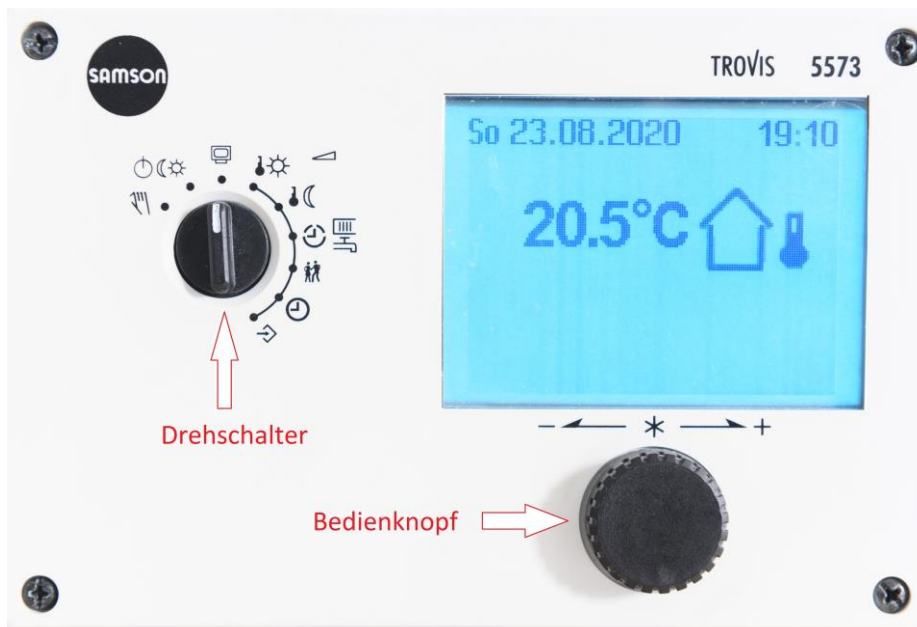 SAMSON
TROVIS 5573
So 23.08.2020 19:10
20.5°C
- * +
Drehschalter
Bedienknopf